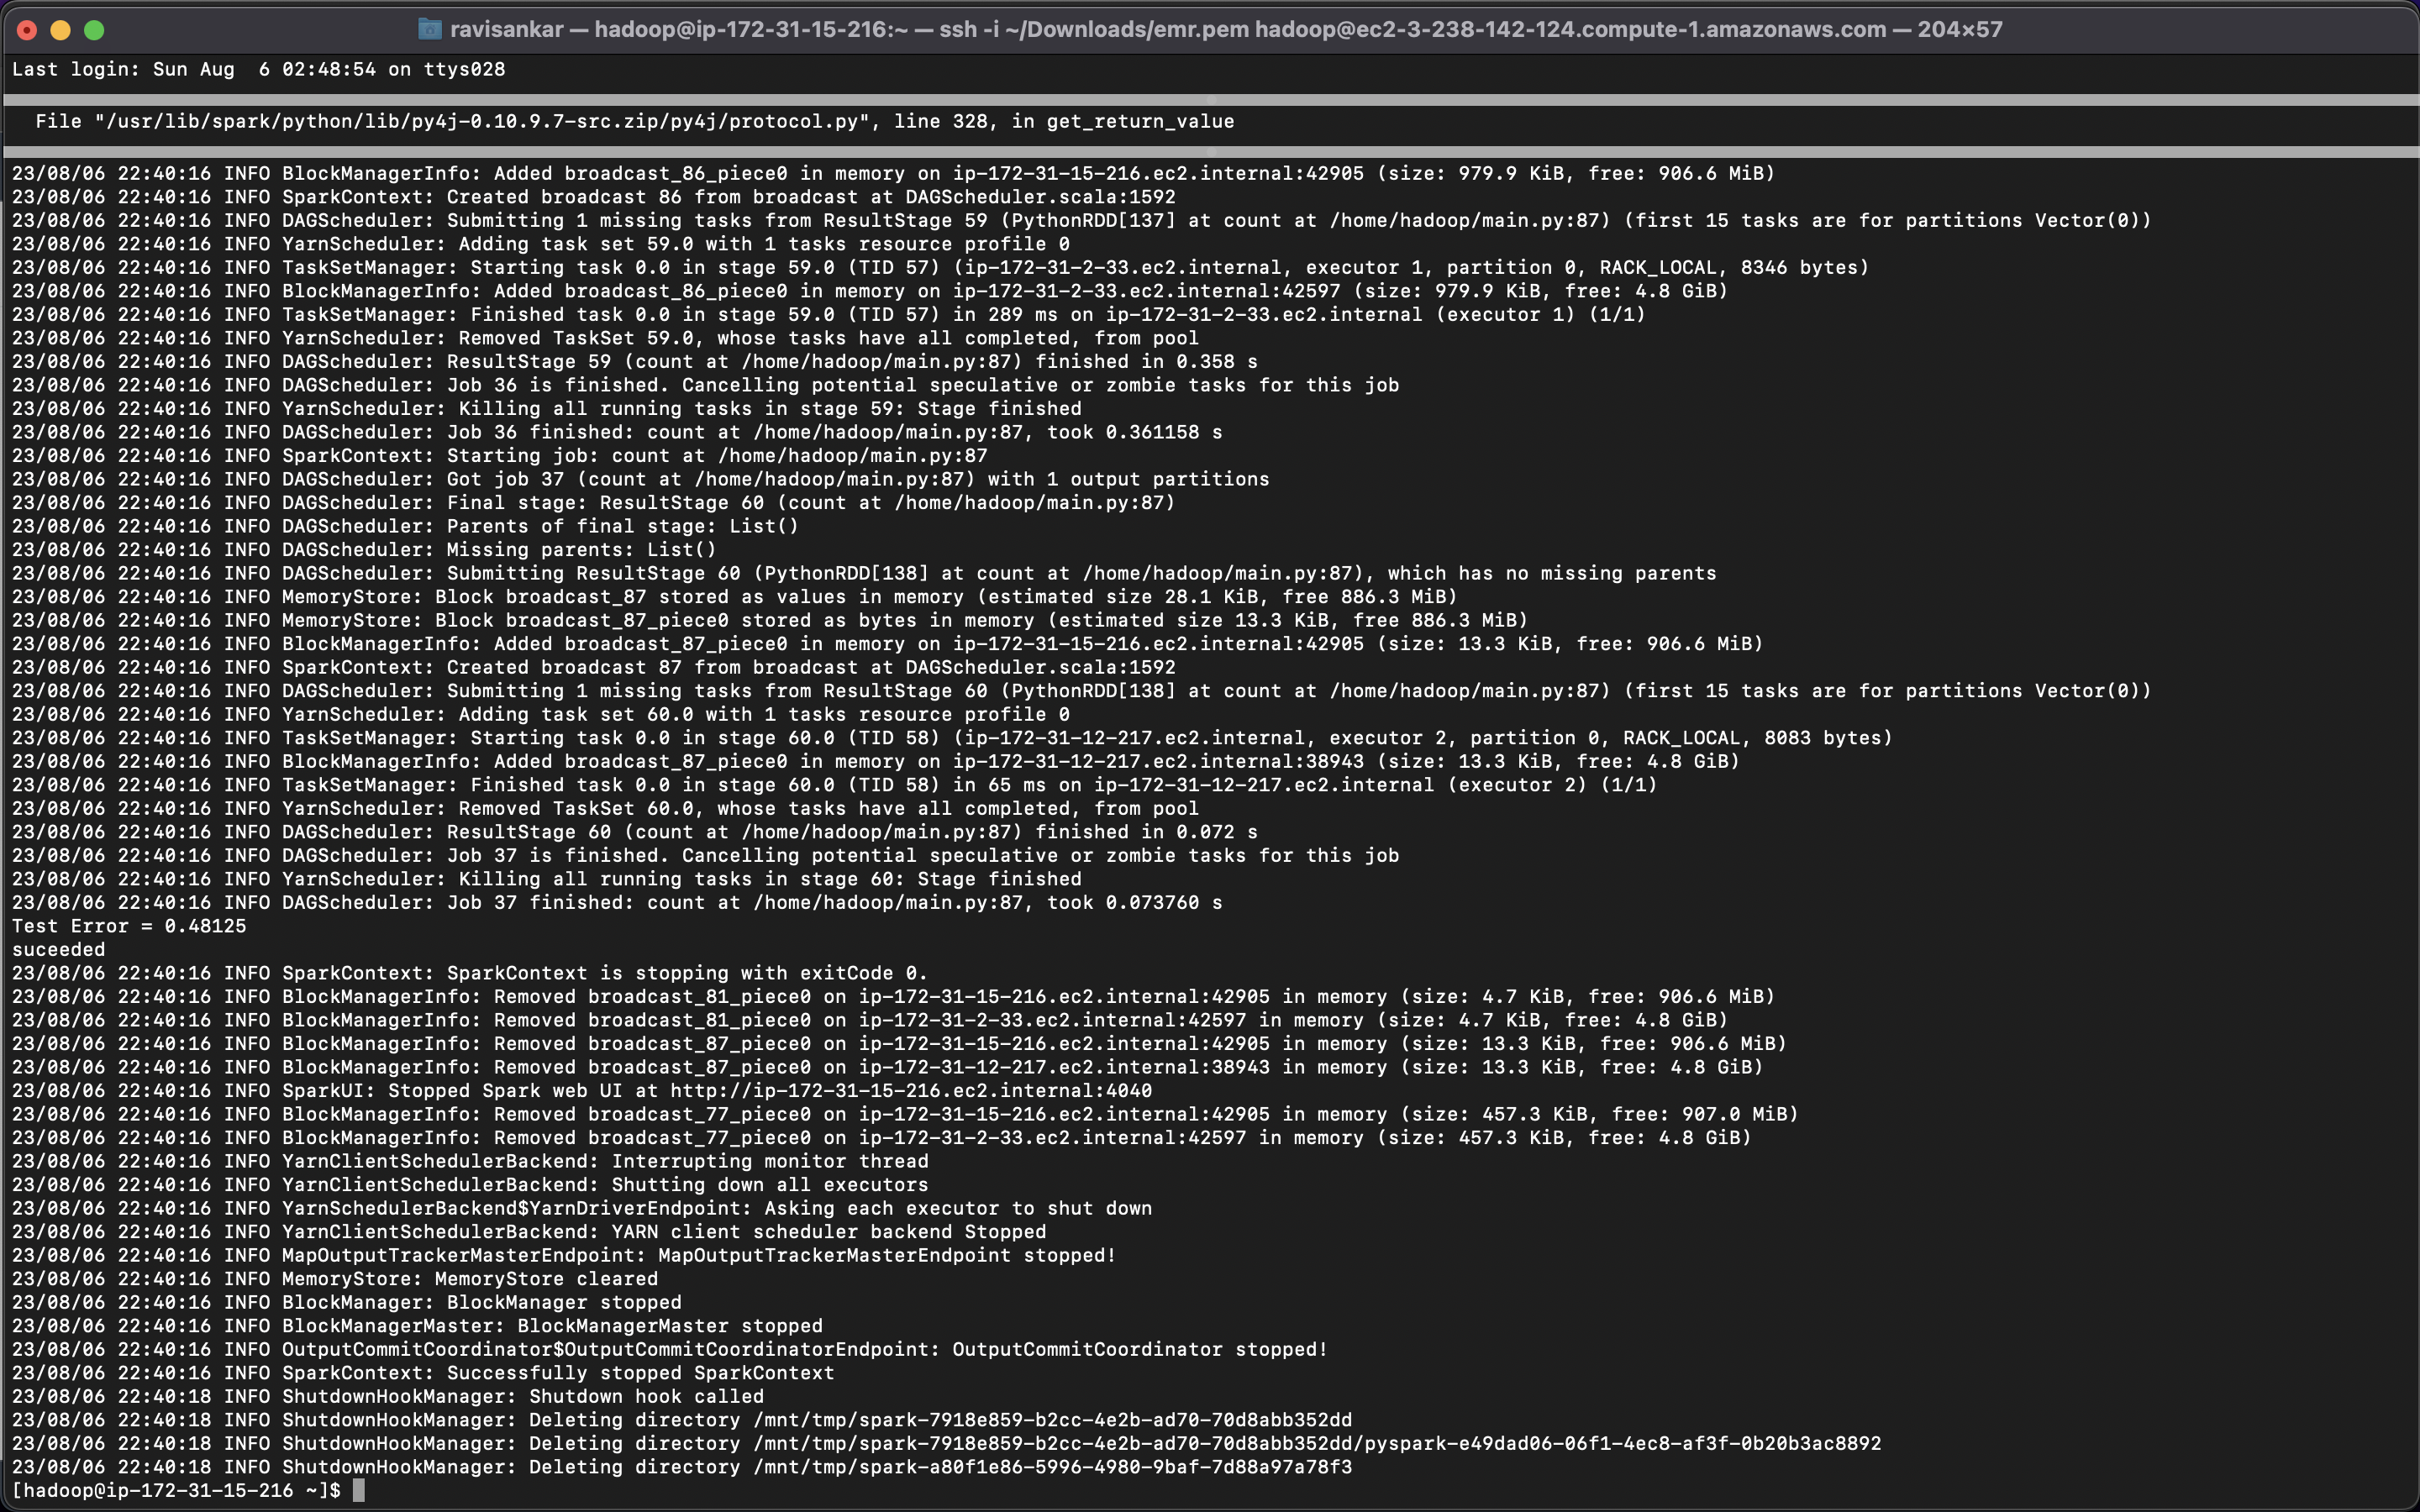 ravisankar — hadoop@ip-172-31-15-216:~ — ssh -i ~/Downloads/emr.pem hadoop@ec2-3-238-142-124.compute-1.amazonaws.com — 204×57
Last login: Sun Aug  6 02:48:54 on ttys028
  File "/usr/lib/spark/python/lib/py4j-0.10.9.7-src.zip/py4j/protocol.py", line 328, in get_return_value
23/08/06 22:40:16 INFO BlockManagerInfo: Added broadcast_86_piece0 in memory on ip-172-31-15-216.ec2.internal:42905 (size: 979.9 KiB, free: 906.6 MiB)
23/08/06 22:40:16 INFO SparkContext: Created broadcast 86 from broadcast at DAGScheduler.scala:1592
23/08/06 22:40:16 INFO DAGScheduler: Submitting 1 missing tasks from ResultStage 59 (PythonRDD[137] at count at /home/hadoop/main.py:87) (first 15 tasks are for partitions Vector(0))
23/08/06 22:40:16 INFO YarnScheduler: Adding task set 59.0 with 1 tasks resource profile 0
23/08/06 22:40:16 INFO TaskSetManager: Starting task 0.0 in stage 59.0 (TID 57) (ip-172-31-2-33.ec2.internal, executor 1, partition 0, RACK_LOCAL, 8346 bytes)
23/08/06 22:40:16 INFO BlockManagerInfo: Added broadcast_86_piece0 in memory on ip-172-31-2-33.ec2.internal:42597 (size: 979.9 KiB, free: 4.8 GiB)
23/08/06 22:40:16 INFO TaskSetManager: Finished task 0.0 in stage 59.0 (TID 57) in 289 ms on ip-172-31-2-33.ec2.internal (executor 1) (1/1)
23/08/06 22:40:16 INFO YarnScheduler: Removed TaskSet 59.0, whose tasks have all completed, from pool
23/08/06 22:40:16 INFO DAGScheduler: ResultStage 59 (count at /home/hadoop/main.py:87) finished in 0.358 s
23/08/06 22:40:16 INFO DAGScheduler: Job 36 is finished. Cancelling potential speculative or zombie tasks for this job
23/08/06 22:40:16 INFO YarnScheduler: Killing all running tasks in stage 59: Stage finished
23/08/06 22:40:16 INFO DAGScheduler: Job 36 finished: count at /home/hadoop/main.py:87, took 0.361158 s
23/08/06 22:40:16 INFO SparkContext: Starting job: count at /home/hadoop/main.py:87
23/08/06 22:40:16 INFO DAGScheduler: Got job 37 (count at /home/hadoop/main.py:87) with 1 output partitions
23/08/06 22:40:16 INFO DAGScheduler: Final stage: ResultStage 60 (count at /home/hadoop/main.py:87)
23/08/06 22:40:16 INFO DAGScheduler: Parents of final stage: List()
23/08/06 22:40:16 INFO DAGScheduler: Missing parents: List()
23/08/06 22:40:16 INFO DAGScheduler: Submitting ResultStage 60 (PythonRDD[138] at count at /home/hadoop/main.py:87), which has no missing parents
23/08/06 22:40:16 INFO MemoryStore: Block broadcast_87 stored as values in memory (estimated size 28.1 KiB, free 886.3 MiB)
23/08/06 22:40:16 INFO MemoryStore: Block broadcast_87_piece0 stored as bytes in memory (estimated size 13.3 KiB, free 886.3 MiB)
23/08/06 22:40:16 INFO BlockManagerInfo: Added broadcast_87_piece0 in memory on ip-172-31-15-216.ec2.internal:42905 (size: 13.3 KiB, free: 906.6 MiB)
23/08/06 22:40:16 INFO SparkContext: Created broadcast 87 from broadcast at DAGScheduler.scala:1592
23/08/06 22:40:16 INFO DAGScheduler: Submitting 1 missing tasks from ResultStage 60 (PythonRDD[138] at count at /home/hadoop/main.py:87) (first 15 tasks are for partitions Vector(0))
23/08/06 22:40:16 INFO YarnScheduler: Adding task set 60.0 with 1 tasks resource profile 0
23/08/06 22:40:16 INFO TaskSetManager: Starting task 0.0 in stage 60.0 (TID 58) (ip-172-31-12-217.ec2.internal, executor 2, partition 0, RACK_LOCAL, 8083 bytes)
23/08/06 22:40:16 INFO BlockManagerInfo: Added broadcast_87_piece0 in memory on ip-172-31-12-217.ec2.internal:38943 (size: 13.3 KiB, free: 4.8 GiB)
23/08/06 22:40:16 INFO TaskSetManager: Finished task 0.0 in stage 60.0 (TID 58) in 65 ms on ip-172-31-12-217.ec2.internal (executor 2) (1/1)
23/08/06 22:40:16 INFO YarnScheduler: Removed TaskSet 60.0, whose tasks have all completed, from pool
23/08/06 22:40:16 INFO DAGScheduler: ResultStage 60 (count at /home/hadoop/main.py:87) finished in 0.072 s
23/08/06 22:40:16 INFO DAGScheduler: Job 37 is finished. Cancelling potential speculative or zombie tasks for this job
23/08/06 22:40:16 INFO YarnScheduler: Killing all running tasks in stage 60: Stage finished
23/08/06 22:40:16 INFO DAGScheduler: Job 37 finished: count at /home/hadoop/main.py:87, took 0.073760 s
Test Error = 0.48125
suceeded
23/08/06 22:40:16 INFO SparkContext: SparkContext is stopping with exitCode 0.
23/08/06 22:40:16 INFO BlockManagerInfo: Removed broadcast_81_piece0 on ip-172-31-15-216.ec2.internal:42905 in memory (size: 4.7 KiB, free: 906.6 MiB)
23/08/06 22:40:16 INFO BlockManagerInfo: Removed broadcast_81_piece0 on ip-172-31-2-33.ec2.internal:42597 in memory (size: 4.7 KiB, free: 4.8 GiB)
23/08/06 22:40:16 INFO BlockManagerInfo: Removed broadcast_87_piece0 on ip-172-31-15-216.ec2.internal:42905 in memory (size: 13.3 KiB, free: 906.6 MiB)
23/08/06 22:40:16 INFO BlockManagerInfo: Removed broadcast_87_piece0 on ip-172-31-12-217.ec2.internal:38943 in memory (size: 13.3 KiB, free: 4.8 GiB)
23/08/06 22:40:16 INFO SparkUI: Stopped Spark web UI at http://ip-172-31-15-216.ec2.internal:4040
23/08/06 22:40:16 INFO BlockManagerInfo: Removed broadcast_77_piece0 on ip-172-31-15-216.ec2.internal:42905 in memory (size: 457.3 KiB, free: 907.0 MiB)
23/08/06 22:40:16 INFO BlockManagerInfo: Removed broadcast_77_piece0 on ip-172-31-2-33.ec2.internal:42597 in memory (size: 457.3 KiB, free: 4.8 GiB)
23/08/06 22:40:16 INFO YarnClientSchedulerBackend: Interrupting monitor thread
23/08/06 22:40:16 INFO YarnClientSchedulerBackend: Shutting down all executors
23/08/06 22:40:16 INFO YarnSchedulerBackend$YarnDriverEndpoint: Asking each executor to shut down
23/08/06 22:40:16 INFO YarnClientSchedulerBackend: YARN client scheduler backend Stopped
23/08/06 22:40:16 INFO MapOutputTrackerMasterEndpoint: MapOutputTrackerMasterEndpoint stopped!
23/08/06 22:40:16 INFO MemoryStore: MemoryStore cleared
23/08/06 22:40:16 INFO BlockManager: BlockManager stopped
23/08/06 22:40:16 INFO BlockManagerMaster: BlockManagerMaster stopped
23/08/06 22:40:16 INFO OutputCommitCoordinator$OutputCommitCoordinatorEndpoint: OutputCommitCoordinator stopped!
23/08/06 22:40:16 INFO SparkContext: Successfully stopped SparkContext
23/08/06 22:40:18 INFO ShutdownHookManager: Shutdown hook called
23/08/06 22:40:18 INFO ShutdownHookManager: Deleting directory /mnt/tmp/spark-7918e859-b2cc-4e2b-ad70-70d8abb352dd
23/08/06 22:40:18 INFO ShutdownHookManager: Deleting directory /mnt/tmp/spark-7918e859-b2cc-4e2b-ad70-70d8abb352dd/pyspark-e49dad06-06f1-4ec8-af3f-0b20b3ac8892
23/08/06 22:40:18 INFO ShutdownHookManager: Deleting directory /mnt/tmp/spark-a80f1e86-5996-4980-9baf-7d88a97a78f3
[hadoop@ip-172-31-15-216 ~]$